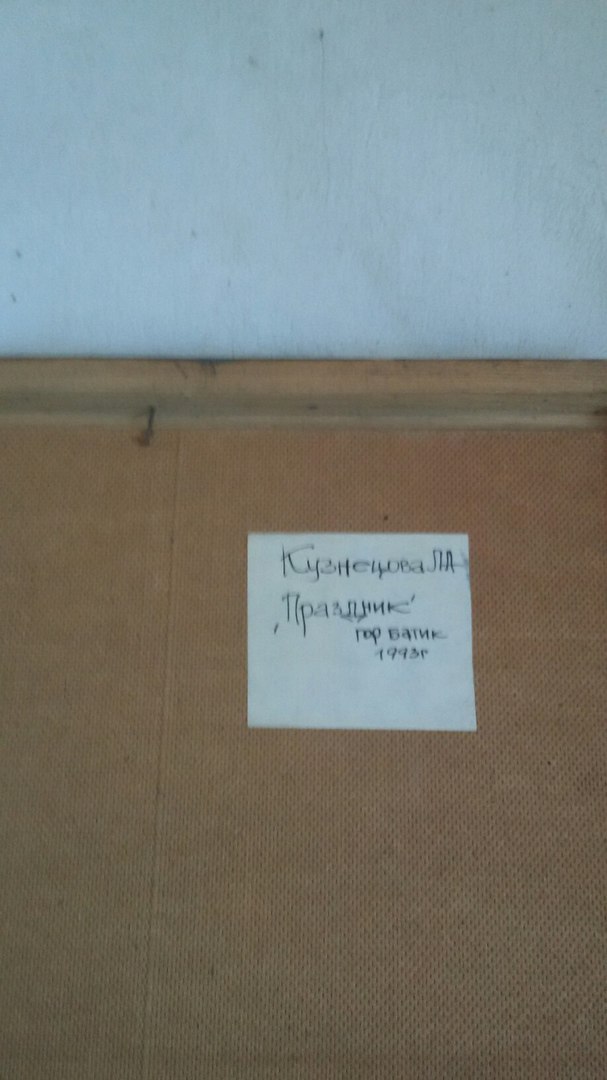 Кузнецова ЛА
"Праздник"
гор батик
1993г